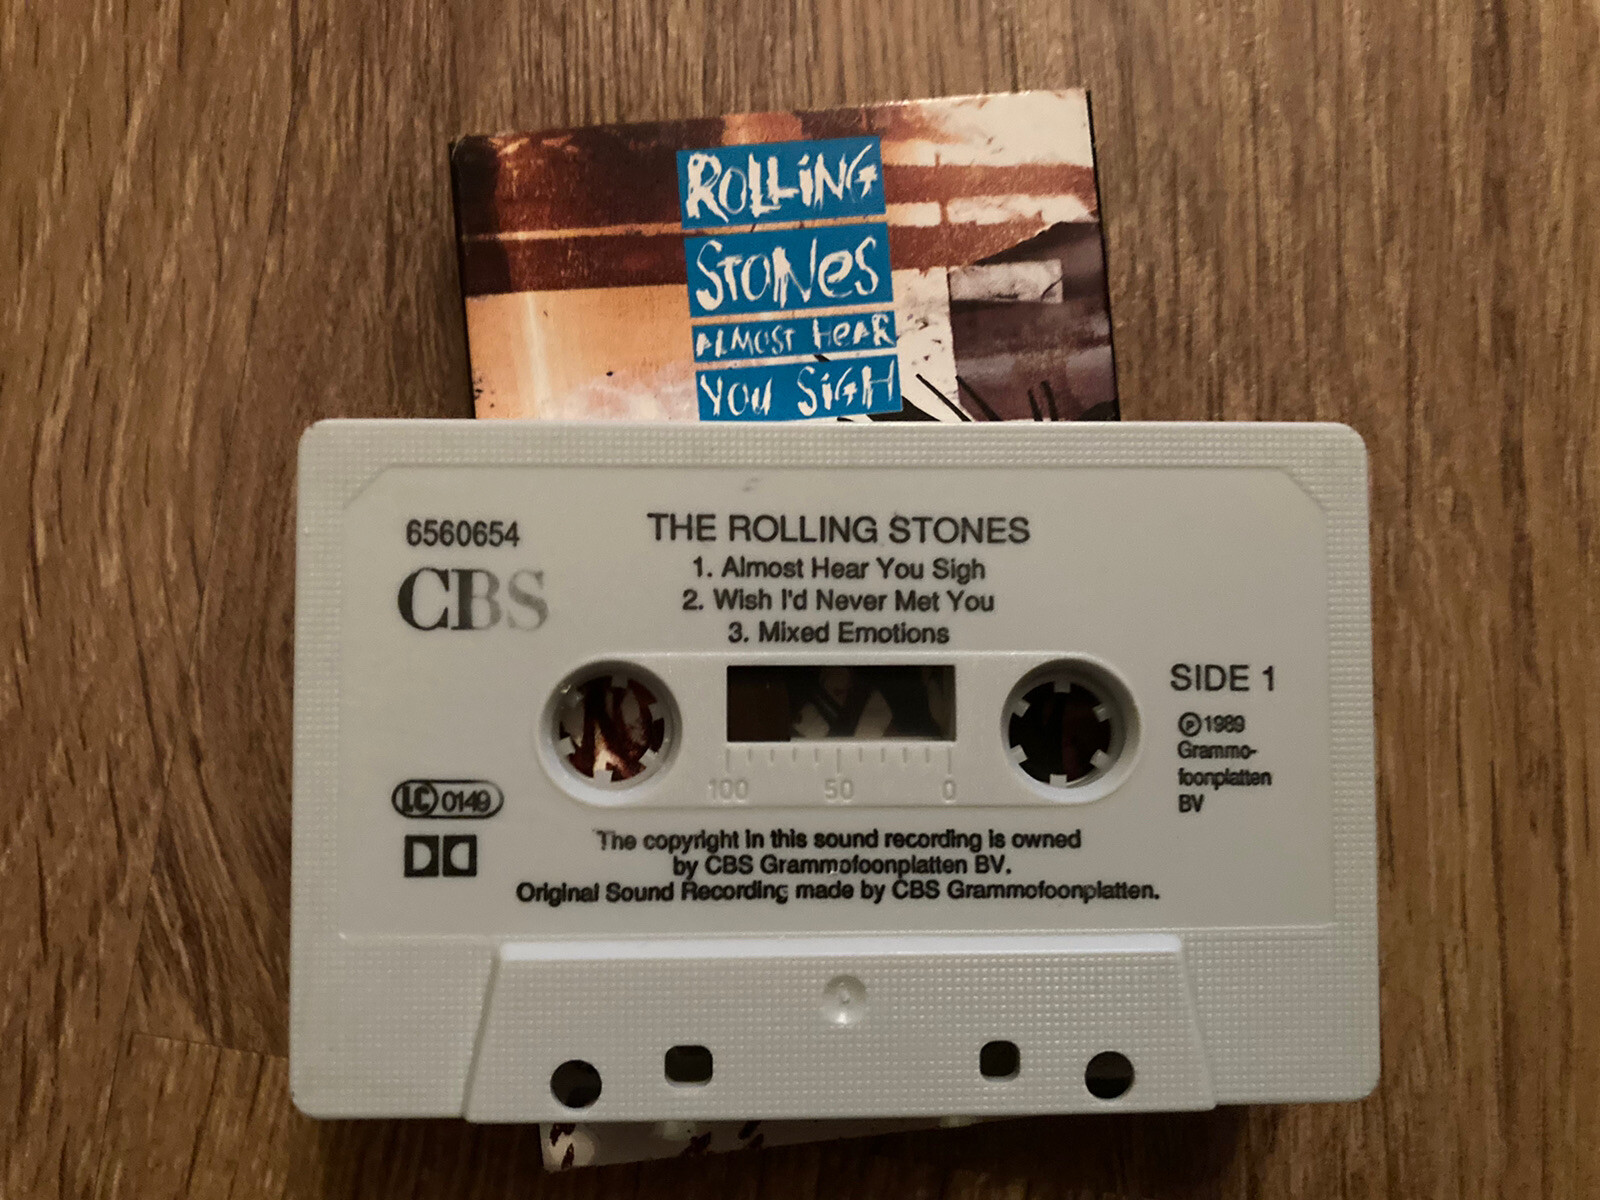 ROLLiNG
STONeS
ALMOST HeAR
YOU SiGH
6560654
CBS
THE ROLLING STONES
1. Almost Hear You Sigh
2. Wish I'd Never Met You
3. Mixed Emotions
SIDE 1
℗ 1989
Grammo-
foonplatten
BV
100 50 0
LC 0149
The copyright in this sound recording is owned
by CBS Grammofoonplatten BV.
Original Sound Recording made by CBS Grammofoonplatten.